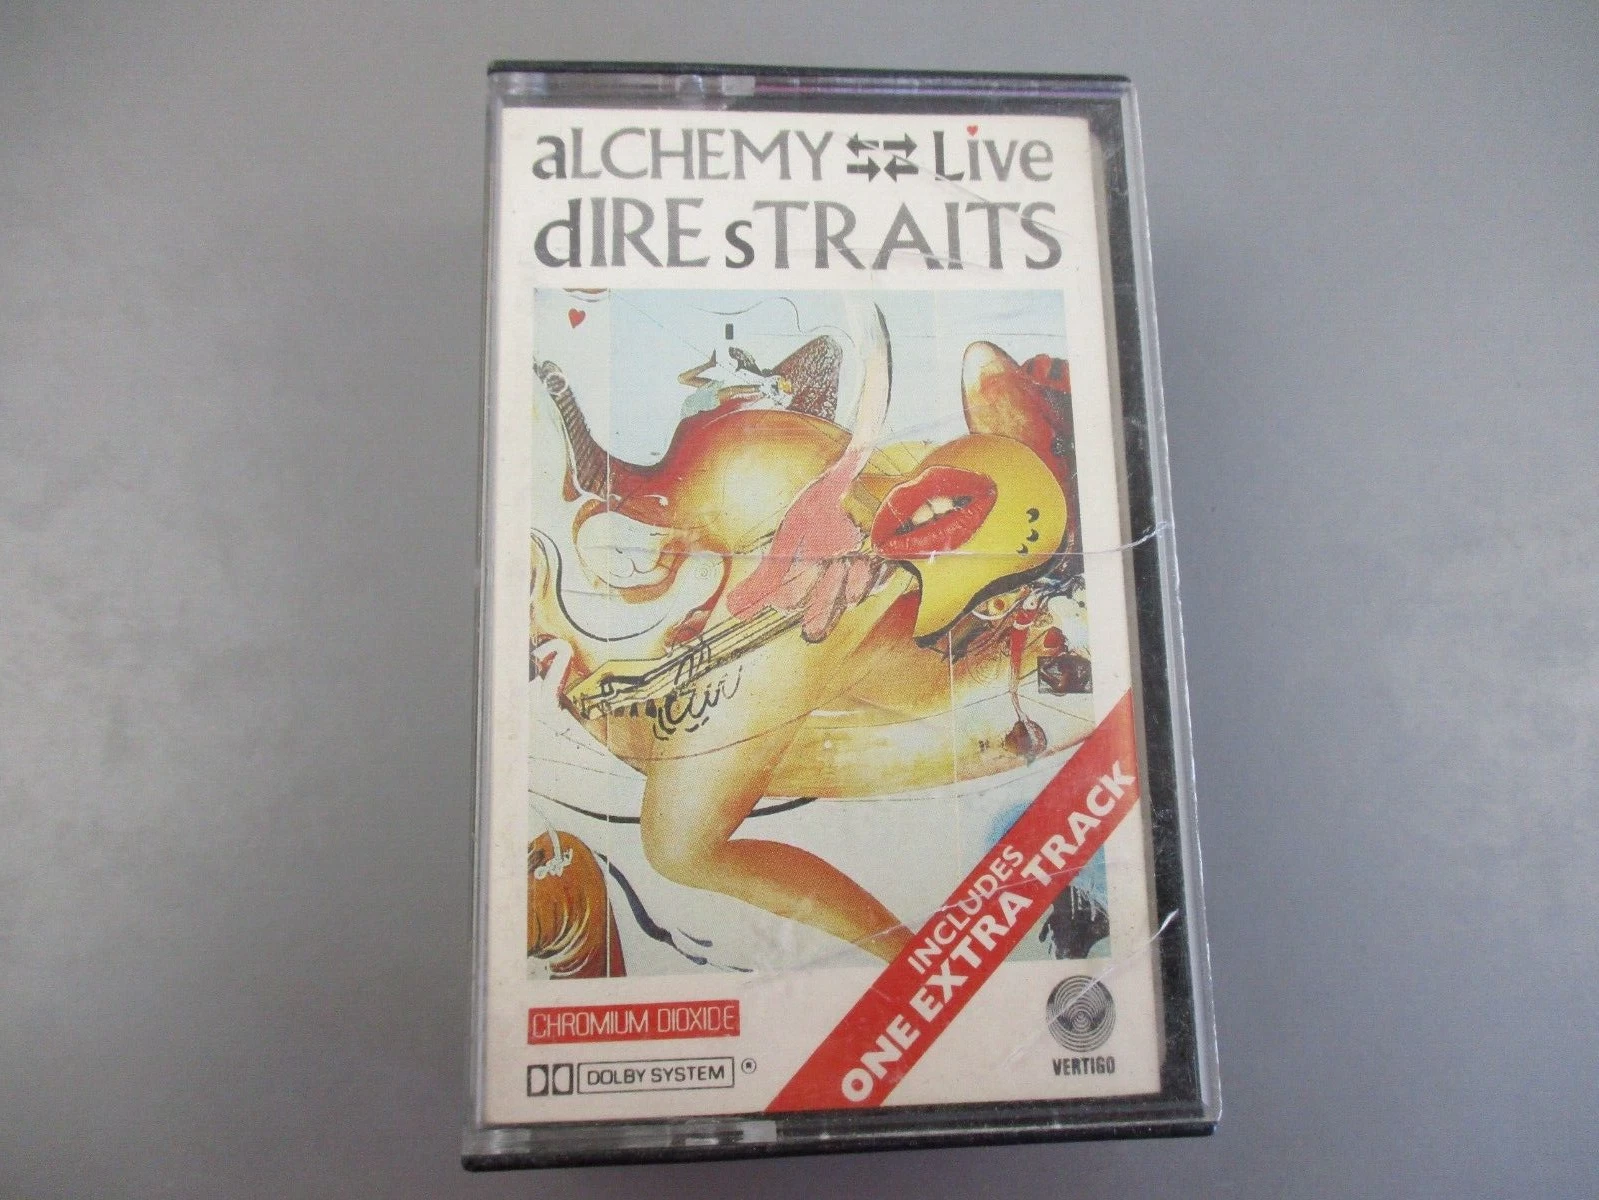 aLCHEMY Live
dIRE sTRAITS
INCLUDES
ONE EXTRA TRACK
CHROMIUM DIOXIDE
DOLBY SYSTEM
VERTIGO